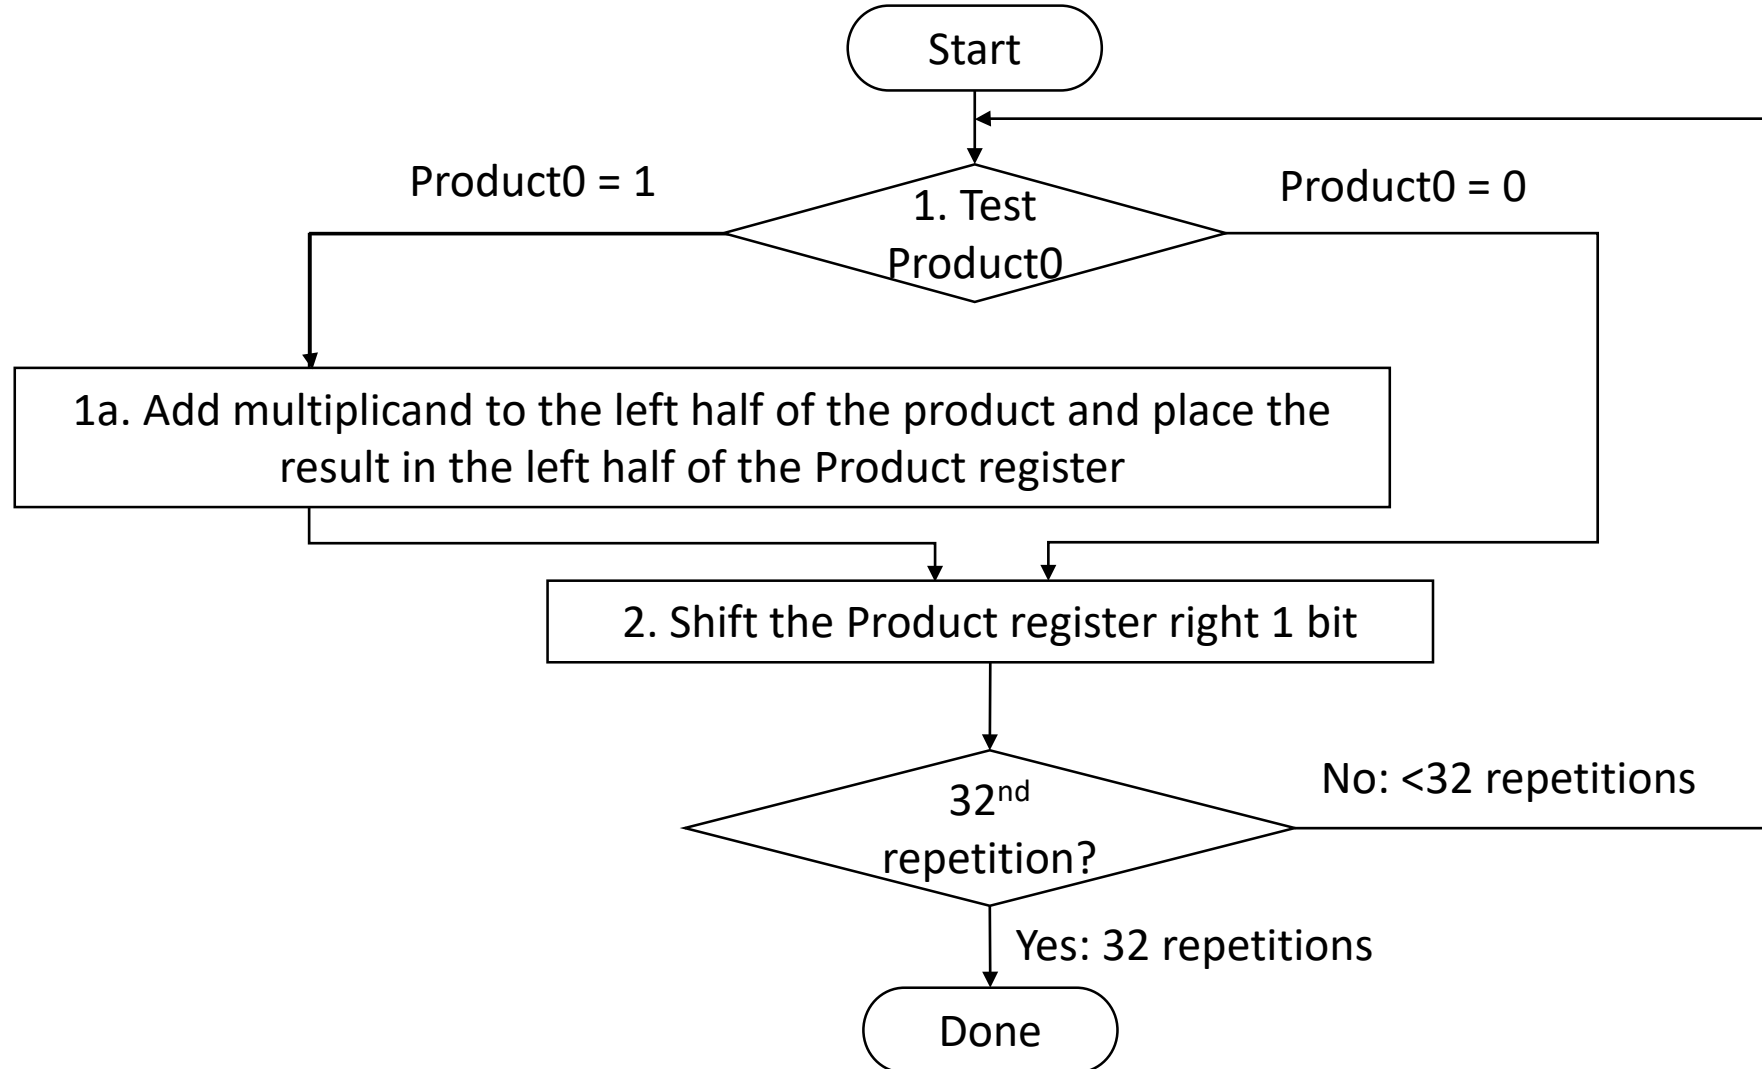 Start
Product0 = 1
Product0 = 0
1. Test
Product0
1a. Add multiplicand to the left half of the product and place the
result in the left half of the Product register
2. Shift the Product register right 1 bit
No: <32 repetitions
32nd
repetition?
Yes: 32 repetitions
Done